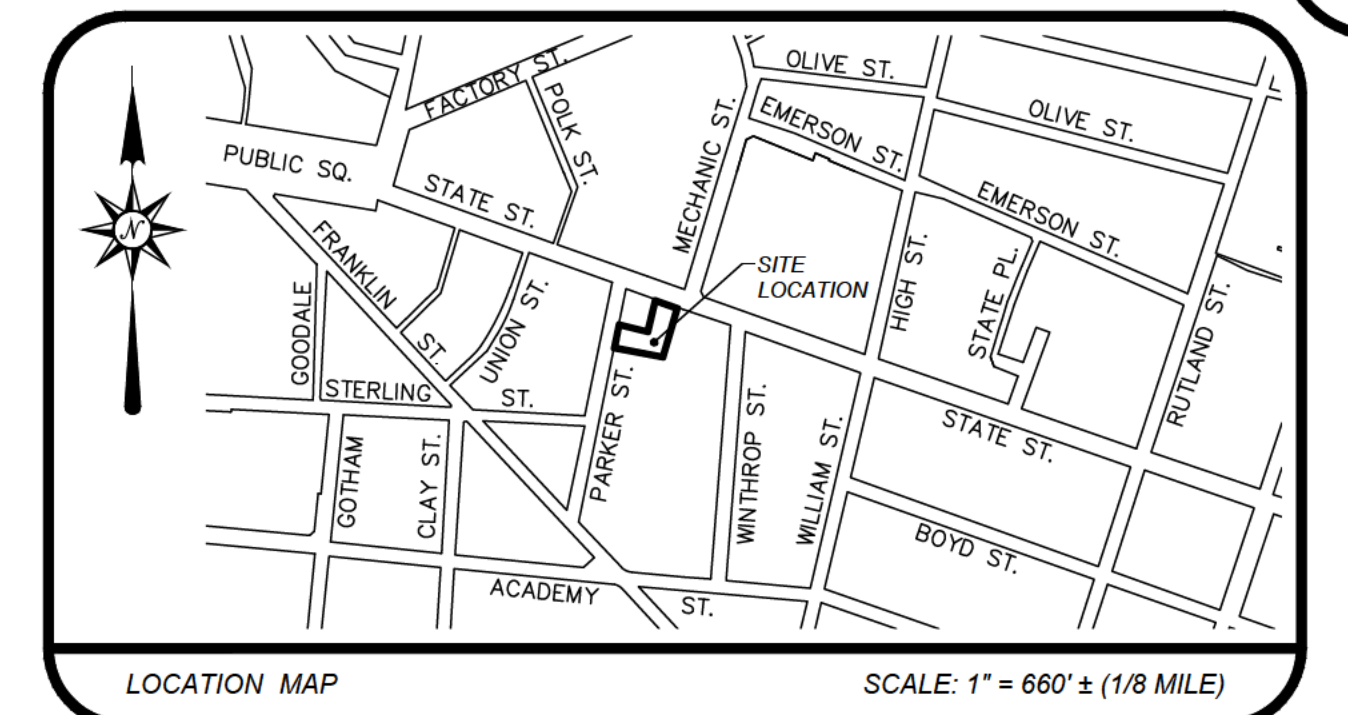 OLIVE ST.
FACTORY ST.
POLK ST.
EMERSON ST.
OLIVE ST.
MECHANIC ST.
PUBLIC SQ.
STATE ST.
EMERSON ST.
N
FRANKLIN
ST.
SITE
LOCATION
HIGH ST.
STATE PL.
GOODALE
UNION ST.
RUTLAND ST.
STERLING
ST.
PARKER ST.
WINTHROP ST.
WILLIAM ST.
STATE ST.
GOTHAM
CLAY ST.
BOYD ST.
ACADEMY
ST.
LOCATION MAP
SCALE: 1" = 660' ± (1/8 MILE)